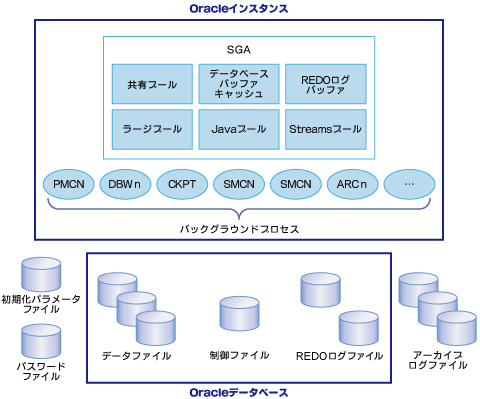 Oracleインスタンス
SGA
共有プール
データベース
バッファ
キャッシュ
REDOログ
バッファ
ラージプール
Javaプール
Streamsプール
PMCN
DBWn
CKPT
SMCN
SMCN
ARCn
…
バックグラウンドプロセス
初期化パラメータ
ファイル
パスワード
ファイル
データファイル
制御ファイル
REDOログファイル
アーカイブ
ログファイル
Oracleデータベース